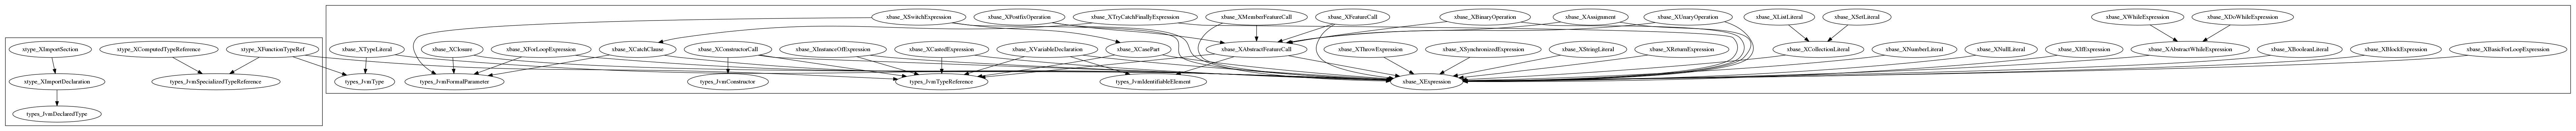 xbase_XSwitchExpression xbase_XPostfixOperation xbase_XTryCatchFinallyExpression xbase_XMemberFeatureCall xbase_XFeatureCall xbase_XBinaryOperation xbase_XAssignment xbase_XUnaryOperation xbase_XListLiteral xbase_XSetLiteral xbase_XWhileExpression xbase_XDoWhileExpression
xtype_XImportSection xtype_XComputedTypeReference xtype_XFunctionTypeRef xbase_XTypeLiteral xbase_XClosure xbase_XForLoopExpression xbase_XCatchClause xbase_XConstructorCall xbase_XInstanceOfExpression xbase_XCastedExpression xbase_XVariableDeclaration xbase_XCasePart xbase_XAbstractFeatureCall xbase_XThrowExpression xbase_XSynchronizedExpression xbase_XStringLiteral xbase_XReturnExpression xbase_XCollectionLiteral xbase_XNumberLiteral xbase_XNullLiteral xbase_XIfExpression xbase_XAbstractWhileExpression xbase_XBooleanLiteral xbase_XBlockExpression xbase_XBasicForLoopExpression
xtype_XImportDeclaration types_JvmSpecializedTypeReference types_JvmType types_JvmFormalParameter types_JvmConstructor types_JvmTypeReference types_JvmIdentifiableElement xbase_XExpression
types_JvmDeclaredType